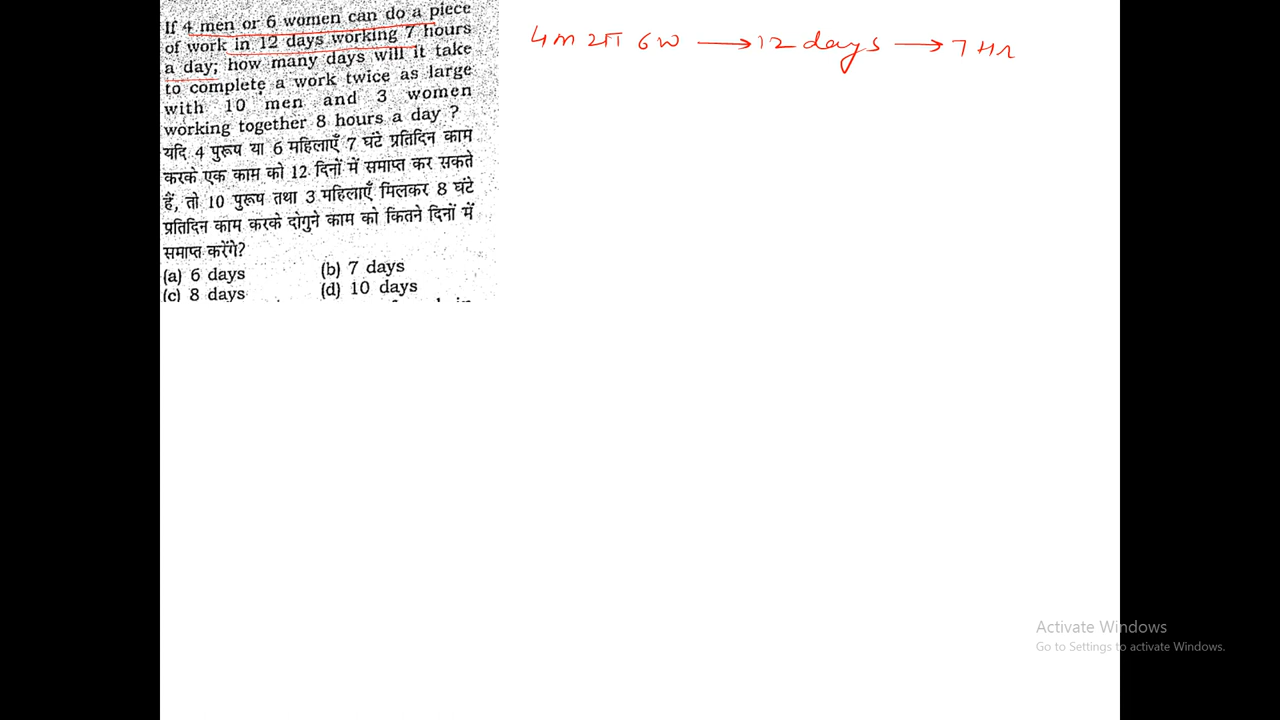 If 4 men or 6 women can do a piece
of work in 12 days working 7 hours
a day; how many days will it take
to complete a work twice as large
with 10 men and 3 women
working together 8 hours a day ?
यदि 4 पुरूष या 6 महिलाएँ 7 घंटे प्रतिदिन काम
करके एक काम को 12 दिनों में समाप्त कर सकते
हैं, तो 10 पुरूष तथा 3 महिलाएँ मिलकर 8 घंटे
प्रतिदिन काम करके दोगुने काम को कितने दिनों में
समाप्त करेंगे?
(a) 6 days (b) 7 days
(c) 8 days (d) 10 days
4m या 6w → 12 days → 7 Hr
Activate Windows
Go to Settings to activate Windows.